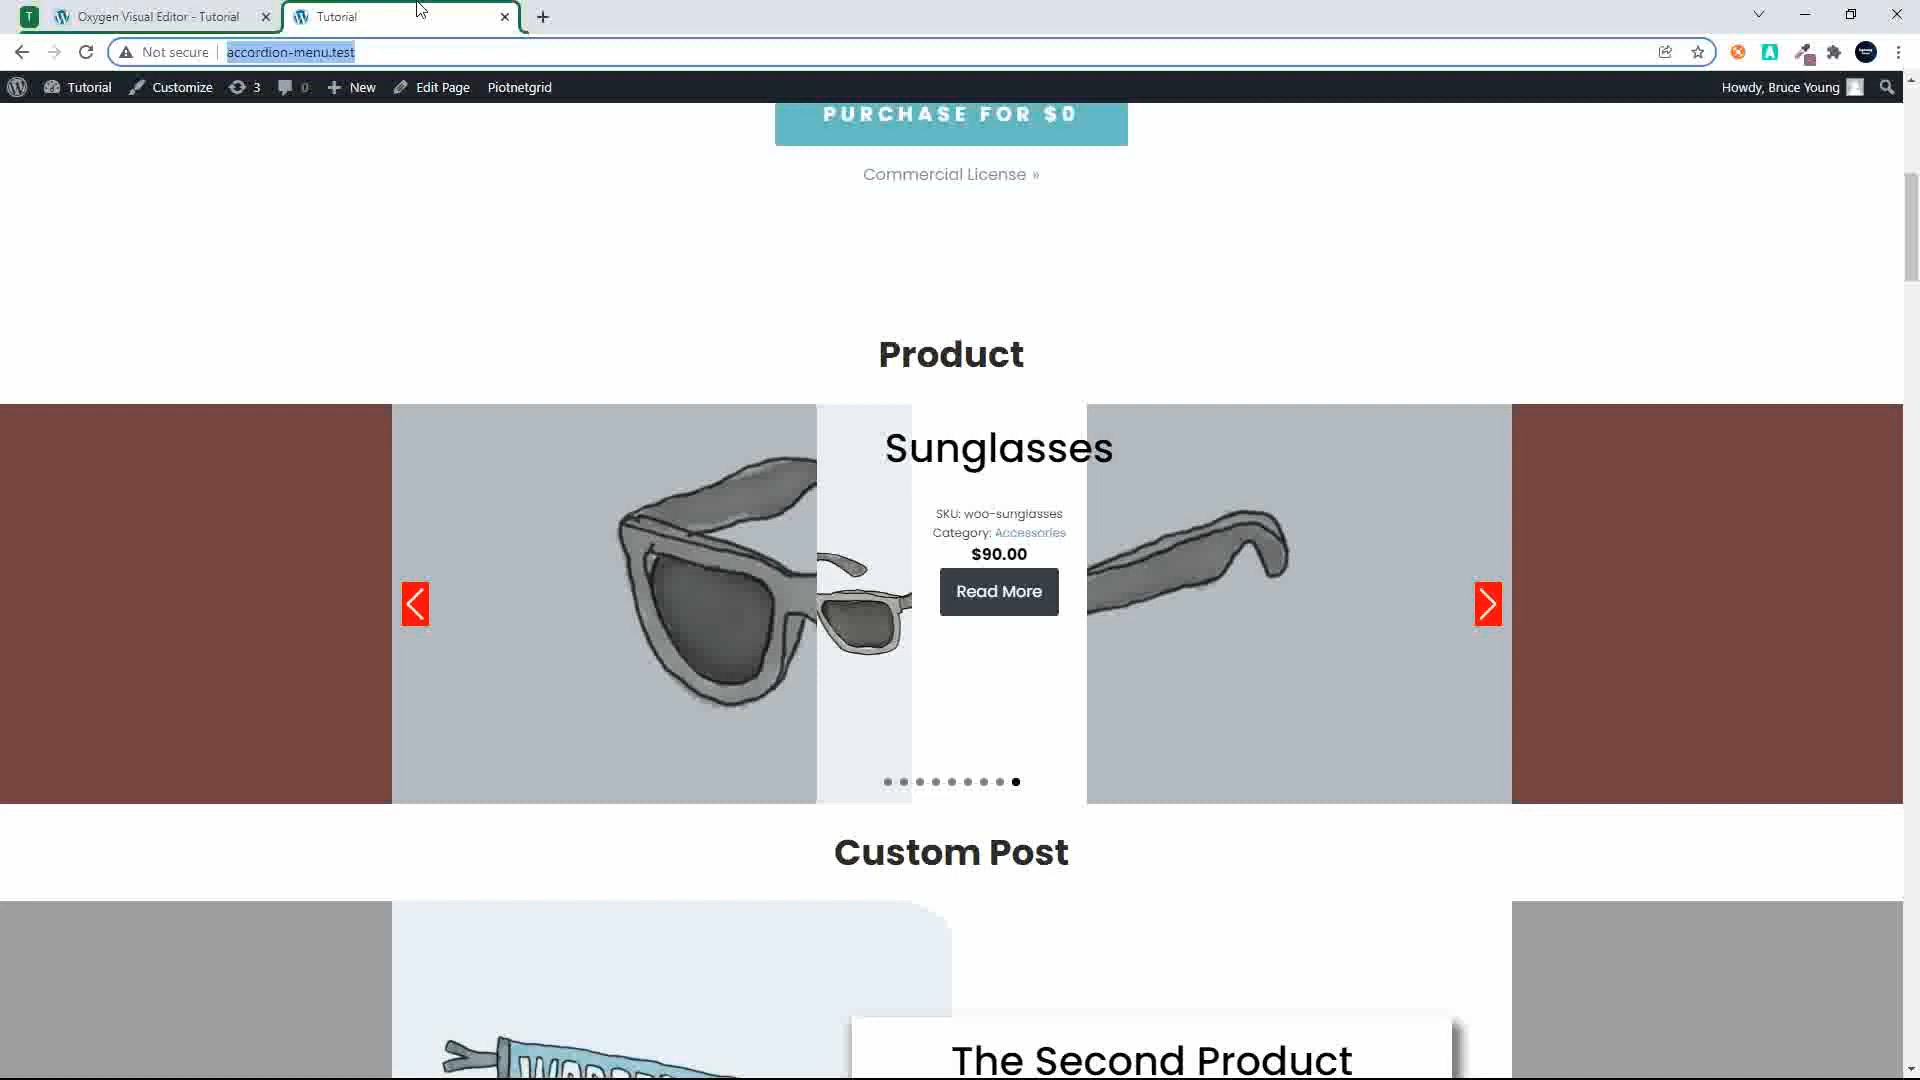 T Oxygen Visual Editor - Tutorial Tutorial
Not secure accordion-menu.test
Tutorial Customize 3 0 New Edit Page Piotnetgrid Howdy, Bruce Young
PURCHASE FOR $0
Commercial License »
Product
Sunglasses
SKU: woo-sunglasses
Category: Accessories
$90.00
Read More
Custom Post
The Second Product